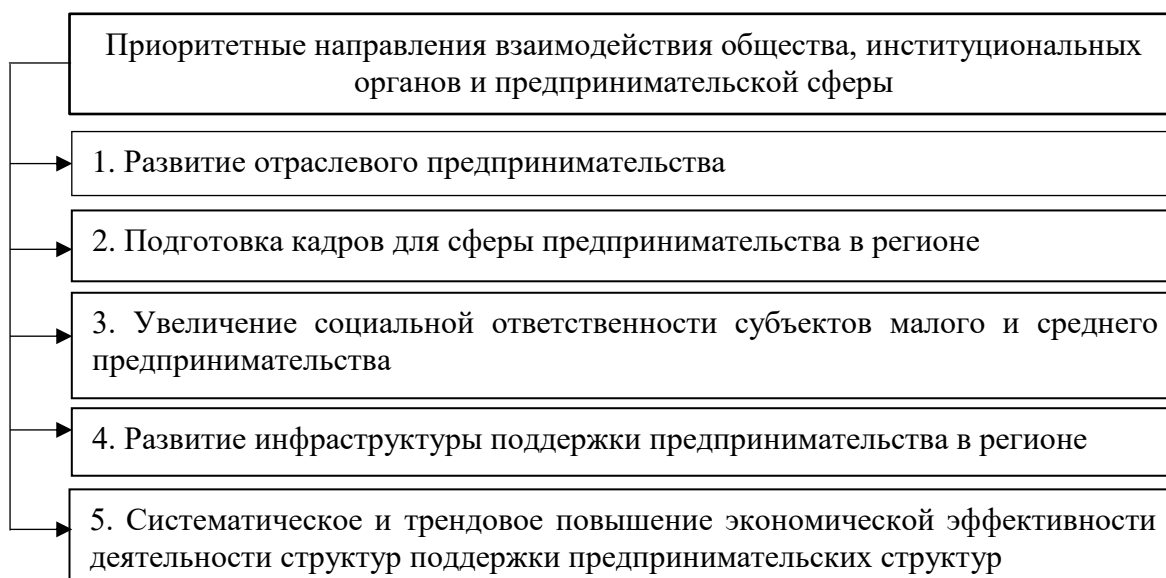 Приоритетные направления взаимодействия общества, институциональных
органов и предпринимательской сферы
1. Развитие отраслевого предпринимательства
2. Подготовка кадров для сферы предпринимательства в регионе
3. Увеличение социальной ответственности субъектов малого и среднего
предпринимательства
4. Развитие инфраструктуры поддержки предпринимательства в регионе
5. Систематическое и трендовое повышение экономической эффективности
деятельности структур поддержки предпринимательских структур